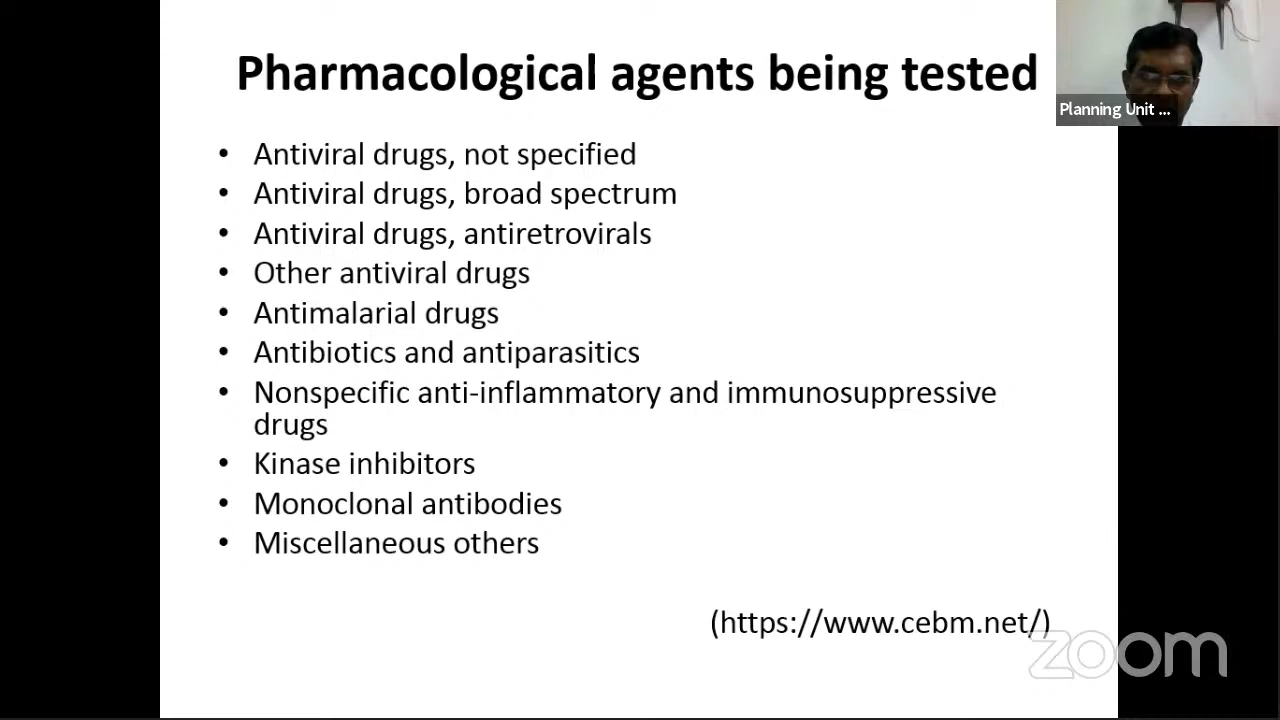 Pharmacological agents being tested
Planning Unit ...
• Antiviral drugs, not specified
• Antiviral drugs, broad spectrum
• Antiviral drugs, antiretrovirals
• Other antiviral drugs
• Antimalarial drugs
• Antibiotics and antiparasitics
• Nonspecific anti-inflammatory and immunosuppressive
drugs
• Kinase inhibitors
• Monoclonal antibodies
• Miscellaneous others
(https://www.cebm.net/)
zoom